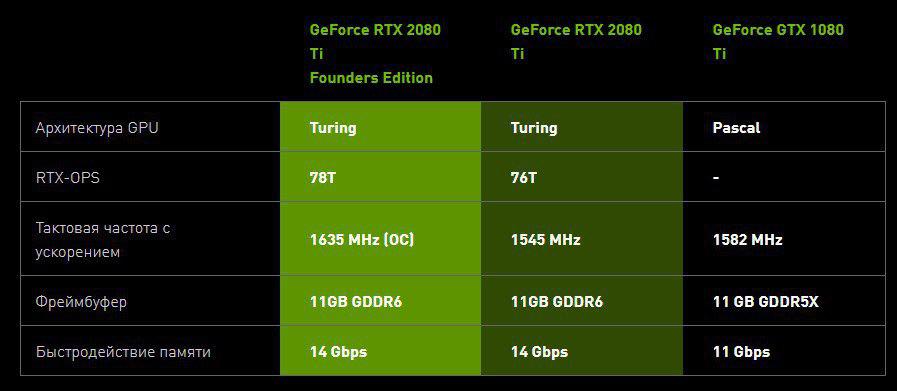 GeForce RTX 2080 Ti Founders Edition GeForce RTX 2080 Ti GeForce GTX 1080 Ti
Архитектура GPU Turing Turing Pascal
RTX-OPS 78T 76T -
Тактовая частота с ускорением 1635 MHz (OC) 1545 MHz 1582 MHz
Фреймбуфер 11GB GDDR6 11GB GDDR6 11 GB GDDR5X
Быстродействие памяти 14 Gbps 14 Gbps 11 Gbps